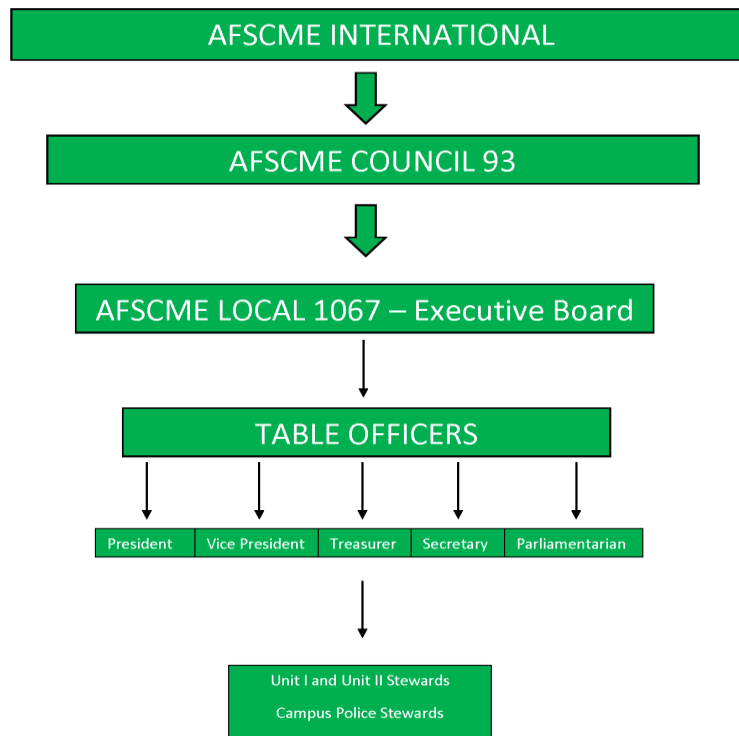 AFSCME INTERNATIONAL
AFSCME COUNCIL 93
AFSCME LOCAL 1067 – Executive Board
TABLE OFFICERS
President Vice President Treasurer Secretary Parliamentarian
Unit I and Unit II Stewards
Campus Police Stewards